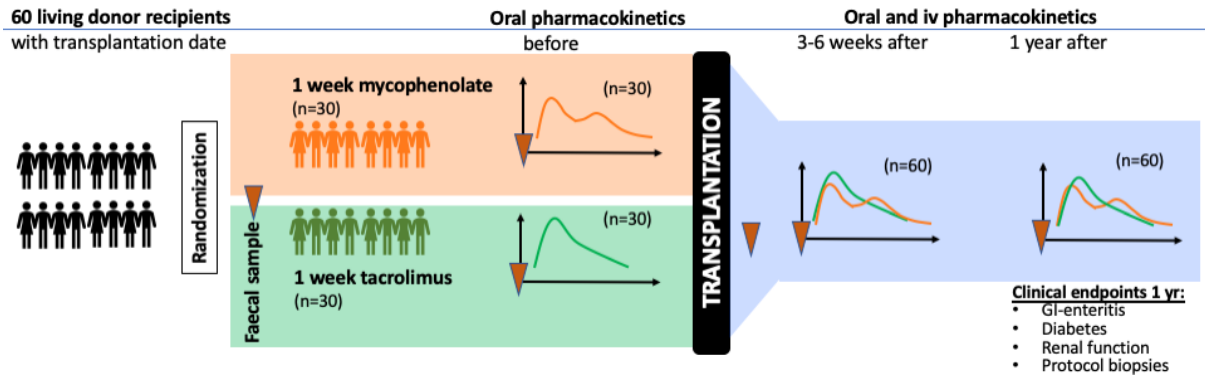 60 living donor recipients
with transplantation date
Oral pharmacokinetics
before
Oral and iv pharmacokinetics
3-6 weeks after
1 year after
Randomization
1 week mycophenolate
(n=30)
(n=30)
Faecal sample
1 week tacrolimus
(n=30)
(n=30)
TRANSPLANTATION
(n=60)
(n=60)
Clinical endpoints 1 yr:
• GI-enteritis
• Diabetes
• Renal function
• Protocol biopsies